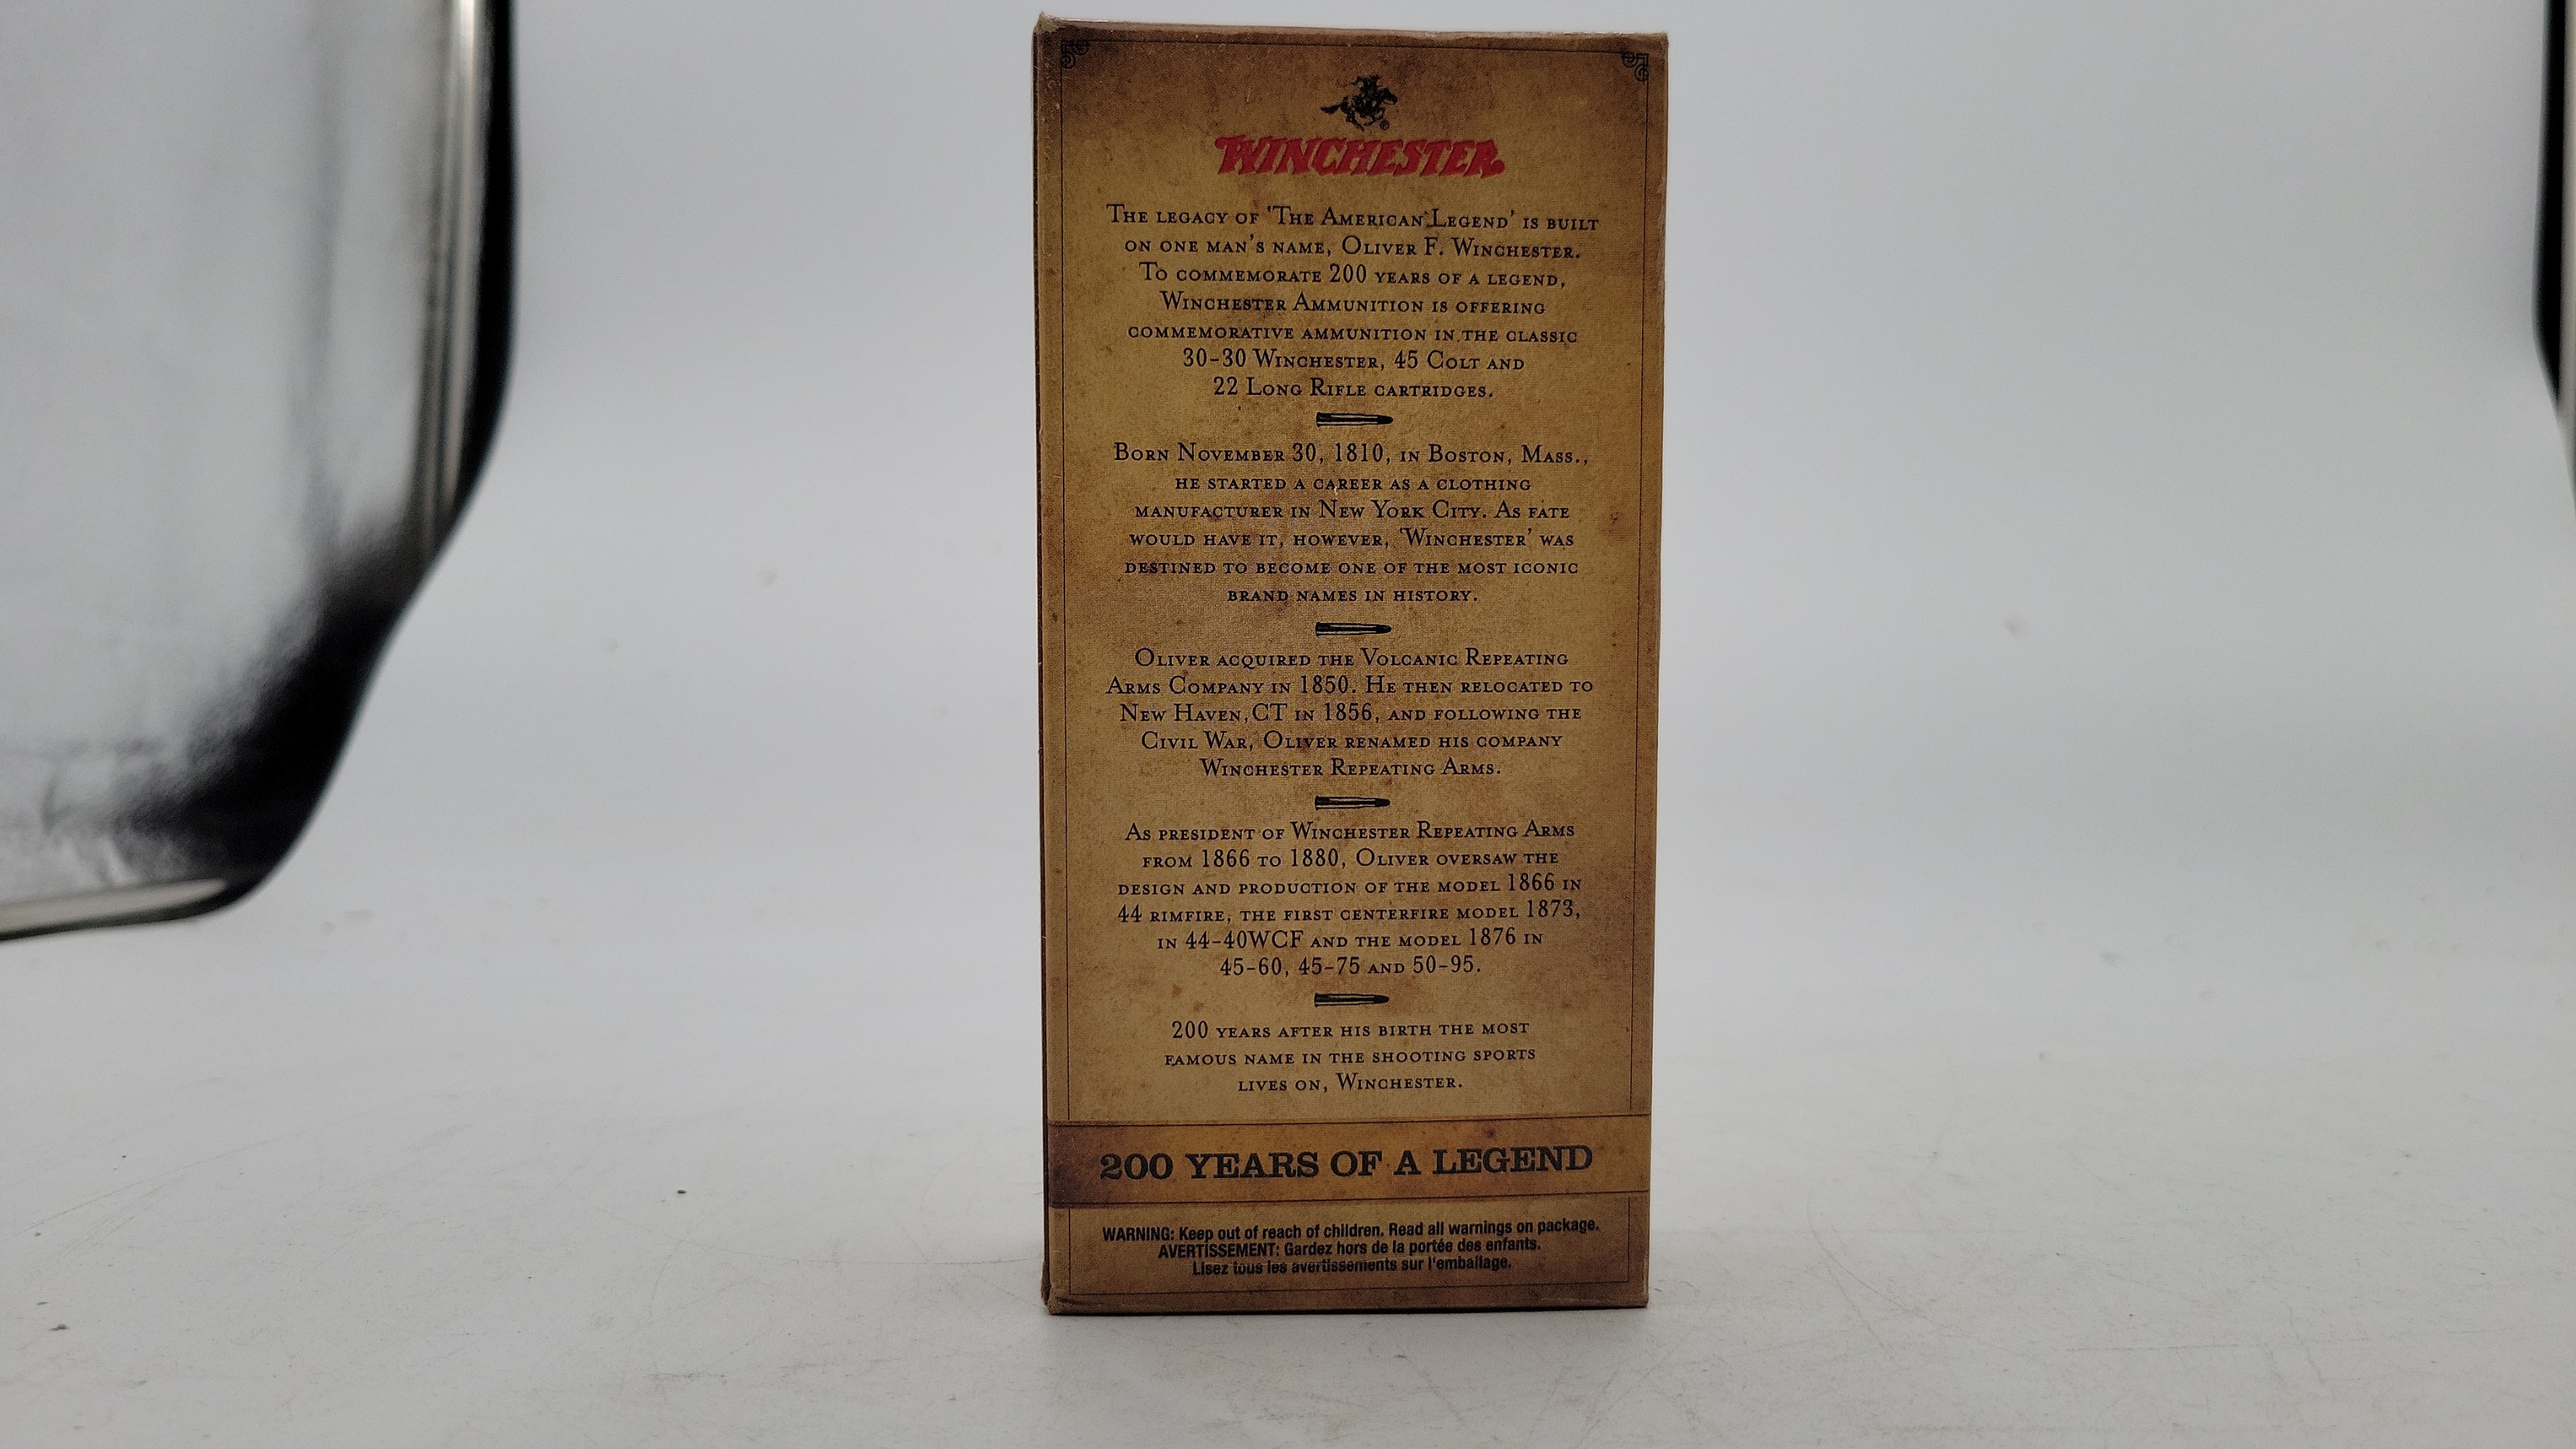 WINCHESTER
The legacy of 'The American Legend' is built
on one man's name, Oliver F. Winchester.
To commemorate 200 years of a legend,
Winchester Ammunition is offering
commemorative ammunition in the classic
30-30 Winchester, 45 Colt and
22 Long Rifle cartridges.
Born November 30, 1810, in Boston, Mass.,
he started a career as a clothing
manufacturer in New York City. As fate
would have it, however, 'Winchester' was
destined to become one of the most iconic
brand names in history.
Oliver acquired the Volcanic Repeating
Arms Company in 1850. He then relocated to
New Haven, CT in 1856, and following the
Civil War, Oliver renamed his company
Winchester Repeating Arms.
As president of Winchester Repeating Arms
from 1866 to 1880, Oliver oversaw the
design and production of the model 1866 in
44 rimfire, the first centerfire model 1873,
in 44-40WCF and the model 1876 in
45-60, 45-75 and 50-95.
200 years after his birth the most
famous name in the shooting sports
lives on, Winchester.
200 YEARS OF A LEGEND
WARNING: Keep out of reach of children. Read all warnings on package.
AVERTISSEMENT: Gardez hors de la portée des enfants.
Lisez tous les avertissements sur l'emballage.